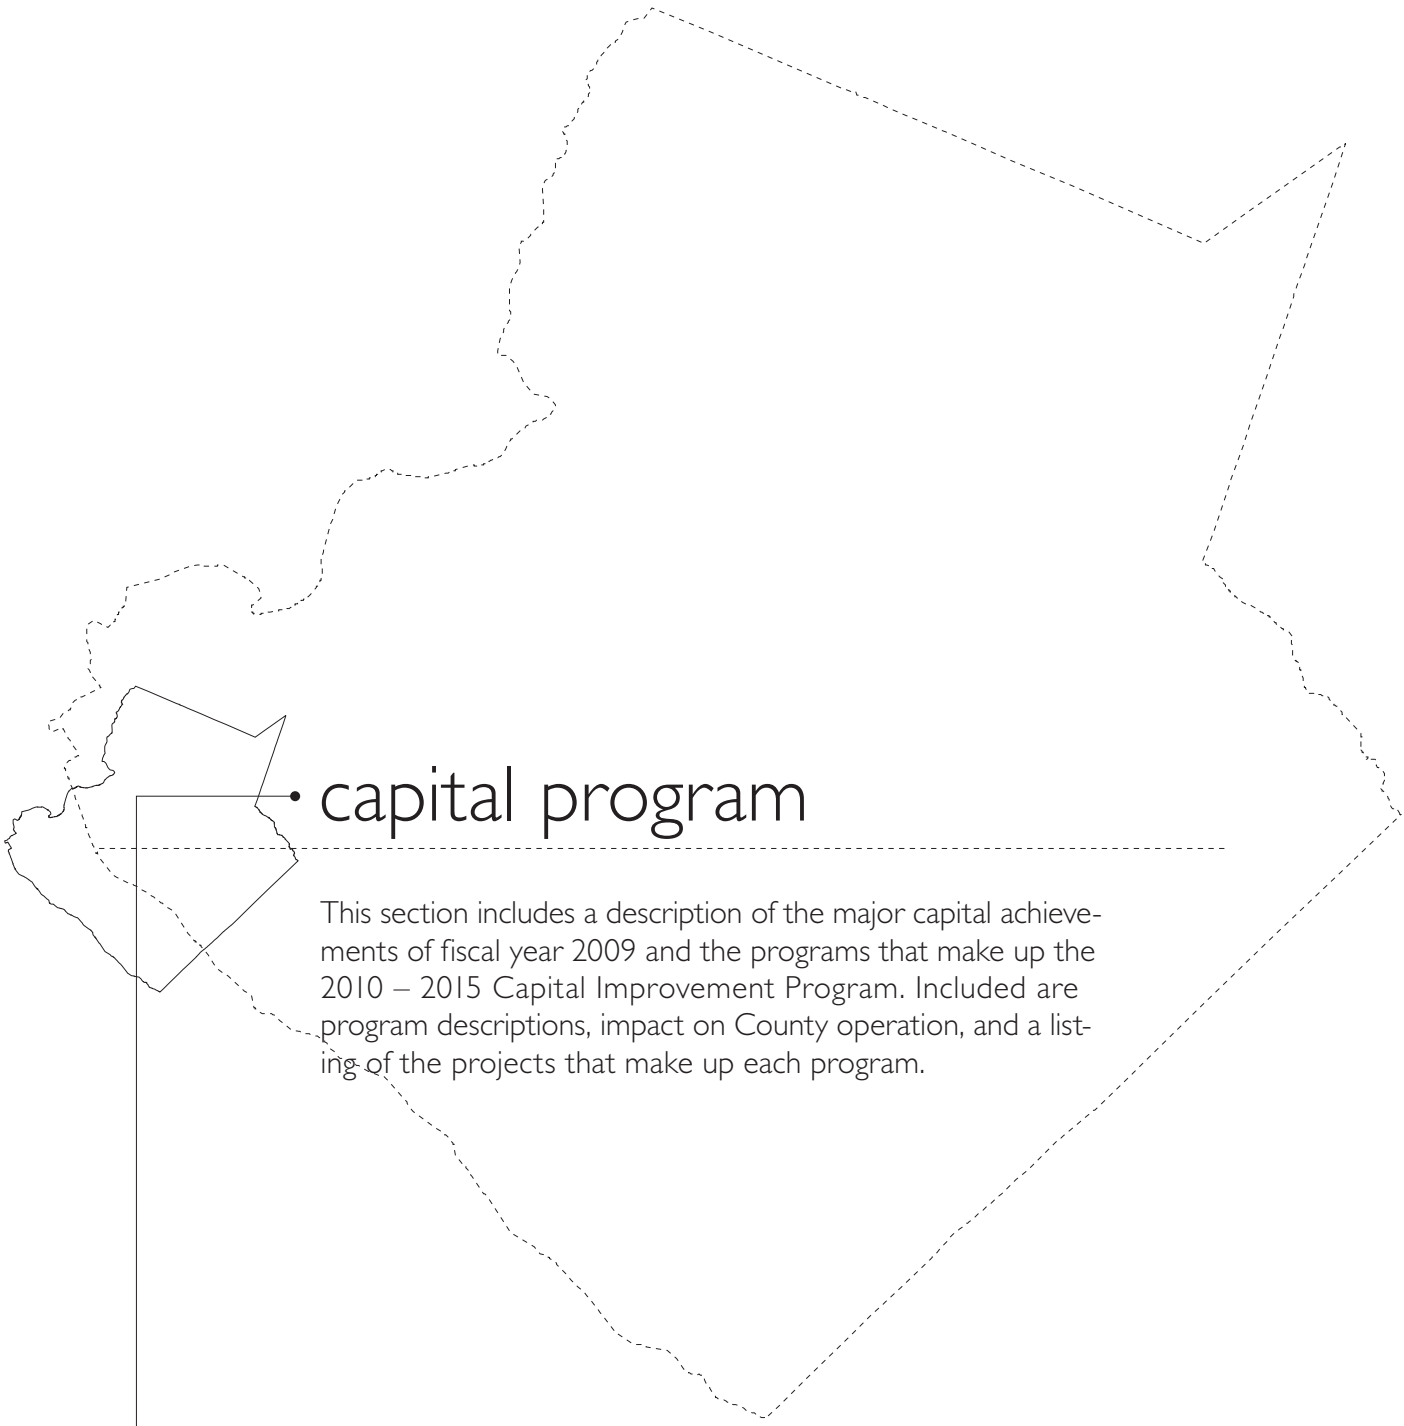 capital program
This section includes a description of the major capital achieve-
ments of fiscal year 2009 and the programs that make up the
2010 – 2015 Capital Improvement Program. Included are
program descriptions, impact on County operation, and a list-
ing of the projects that make up each program.